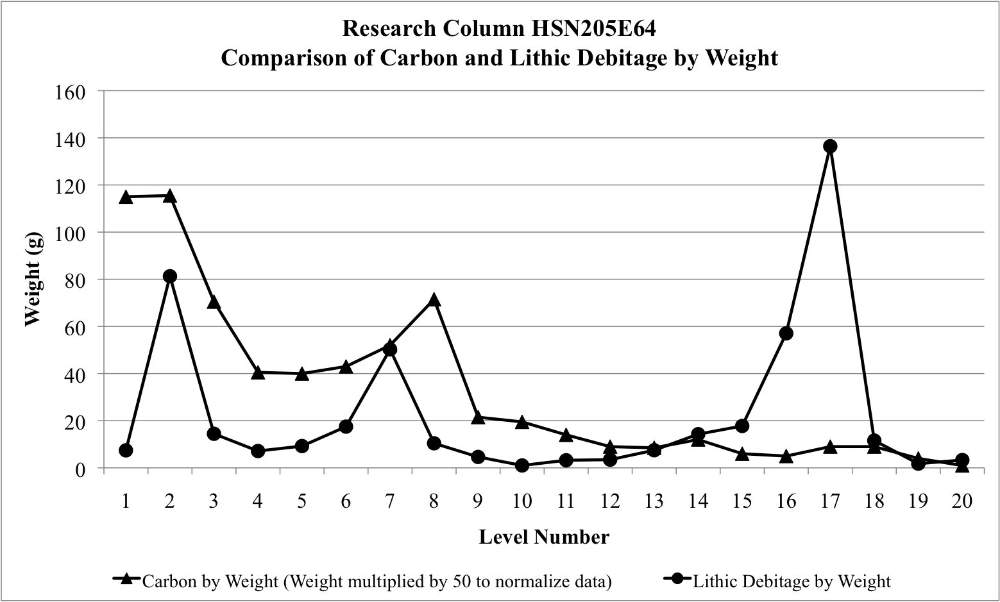 Research Column HSN205E64
Comparison of Carbon and Lithic Debitage by Weight
160
140
120
100
80
60
40
20
0
Weight (g)
1 2 3 4 5 6 7 8 9 10 11 12 13 14 15 16 17 18 19 20
Level Number
Carbon by Weight (Weight multiplied by 50 to normalize data) Lithic Debitage by Weight